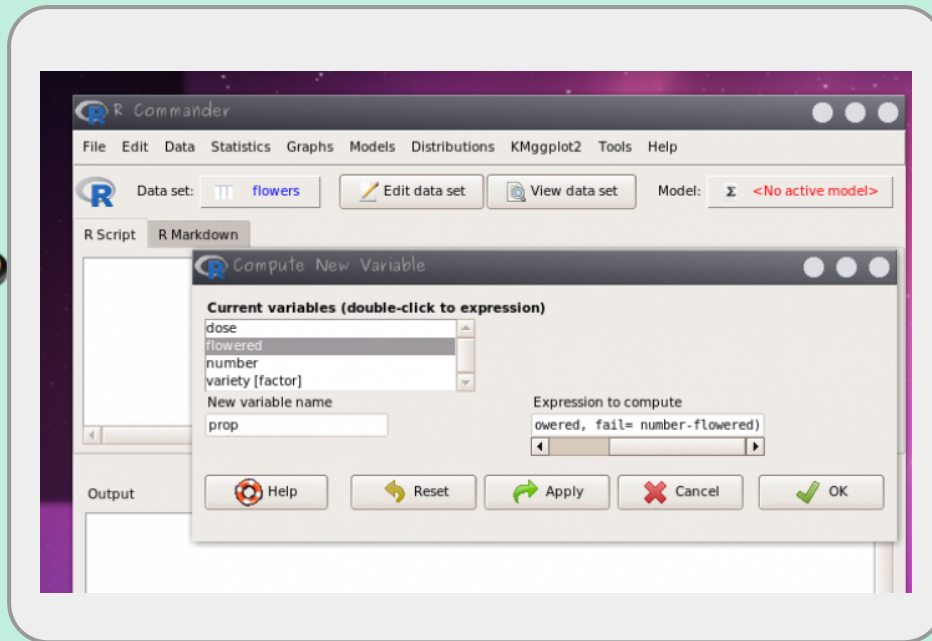 R Commander
File Edit Data Statistics Graphs Models Distributions KMggplot2 Tools Help
R Data set: flowers Edit data set View data set Model: Σ <No active model>
R Script R Markdown
Compute New Variable
Current variables (double-click to expression)
dose
flowered
number
variety [factor]
New variable name Expression to compute
prop owered, fail= number-flowered)
Help Reset Apply Cancel OK
Output